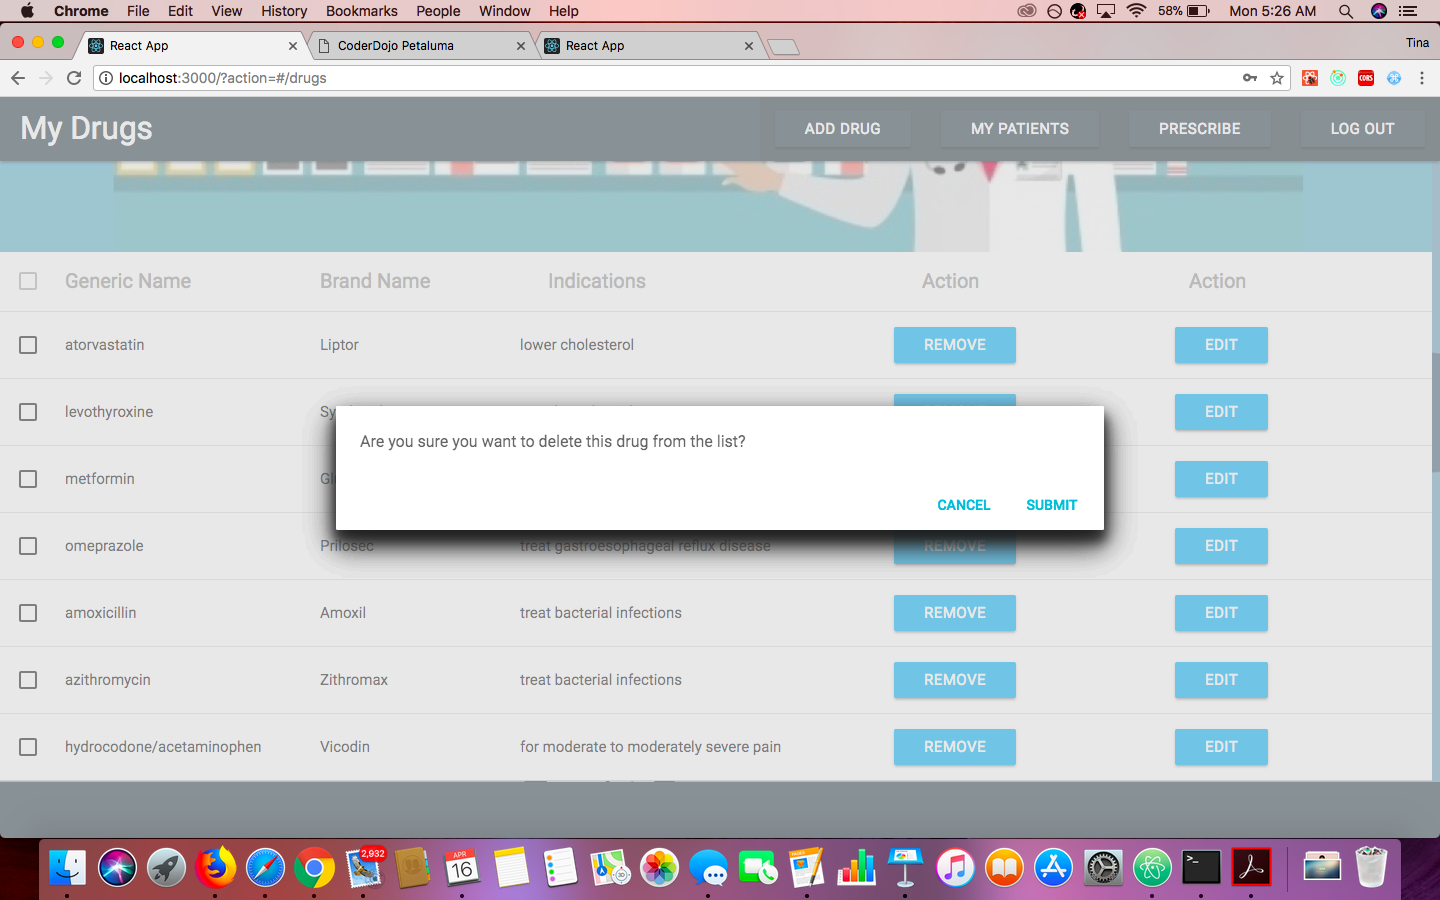 Chrome File Edit View History Bookmarks People Window Help 58% Mon 5:26 AM
React App CoderDojo Petaluma React App Tina
localhost:3000/?action=#/drugs CORS
My Drugs ADD DRUG MY PATIENTS PRESCRIBE LOG OUT
Generic Name Brand Name Indications Action Action
atorvastatin Liptor lower cholesterol REMOVE EDIT
levothyroxine Sy EDIT
Are you sure you want to delete this drug from the list?
metformin Gl EDIT
CANCEL SUBMIT
omeprazole Prilosec treat gastroesophageal reflux disease REMOVE EDIT
amoxicillin Amoxil treat bacterial infections REMOVE EDIT
azithromycin Zithromax treat bacterial infections REMOVE EDIT
hydrocodone/acetaminophen Vicodin for moderate to moderately severe pain REMOVE EDIT
2,932
APR
16